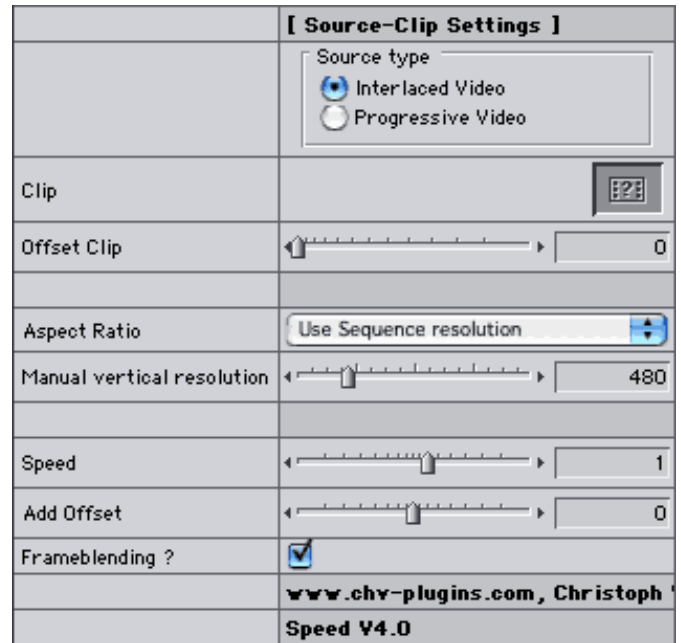 [ Source-Clip Settings ]
Source type
Interlaced Video
Progressive Video
Clip
?
Offset Clip 0
Aspect Ratio Use Sequence resolution
Manual vertical resolution 480
Speed 1
Add Offset 0
Frameblending ?
www.chv-plugins.com, Christoph
Speed V4.0